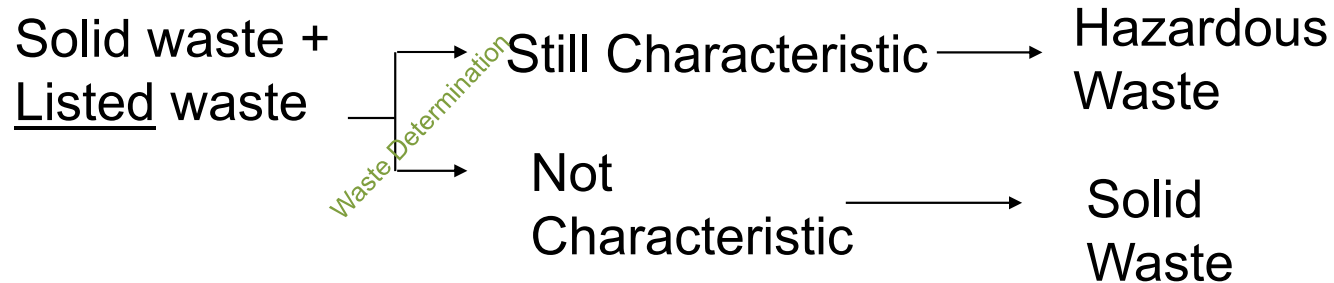 Solid waste +
Listed waste
Waste Determination
Still Characteristic
Hazardous
Waste
Not
Characteristic
Solid
Waste